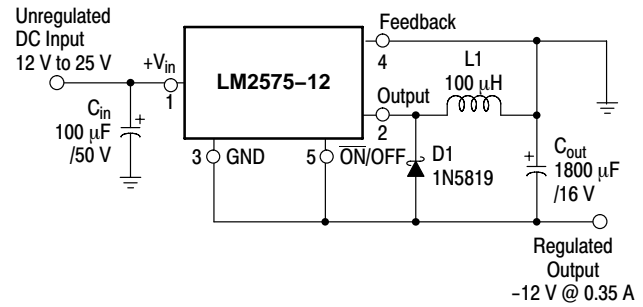 Unregulated
DC Input
12 V to 25 V
+Vin
1
Cin
100 μF
/50 V
+
LM2575–12
Feedback
4
Output
2
L1
100 μH
3
GND
5
ON/OFF
D1
1N5819
+
Cout
1800 μF
/16 V
Regulated
Output
–12 V @ 0.35 A